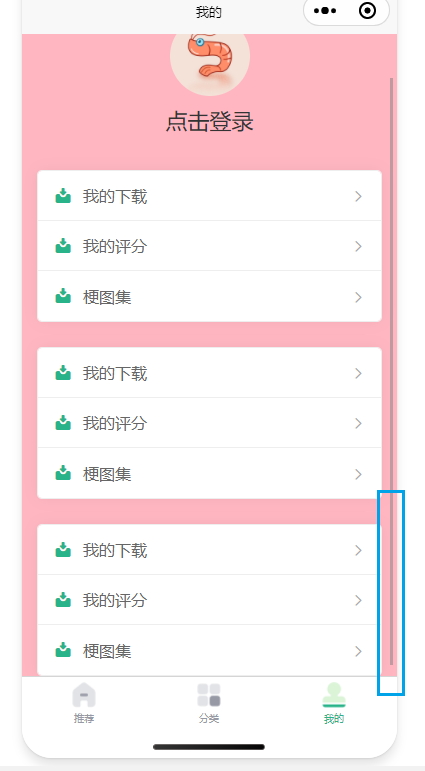 我的
点击登录
我的下载
我的评分
梗图集
我的下载
我的评分
梗图集
我的下载
我的评分
梗图集
推荐
分类
我的